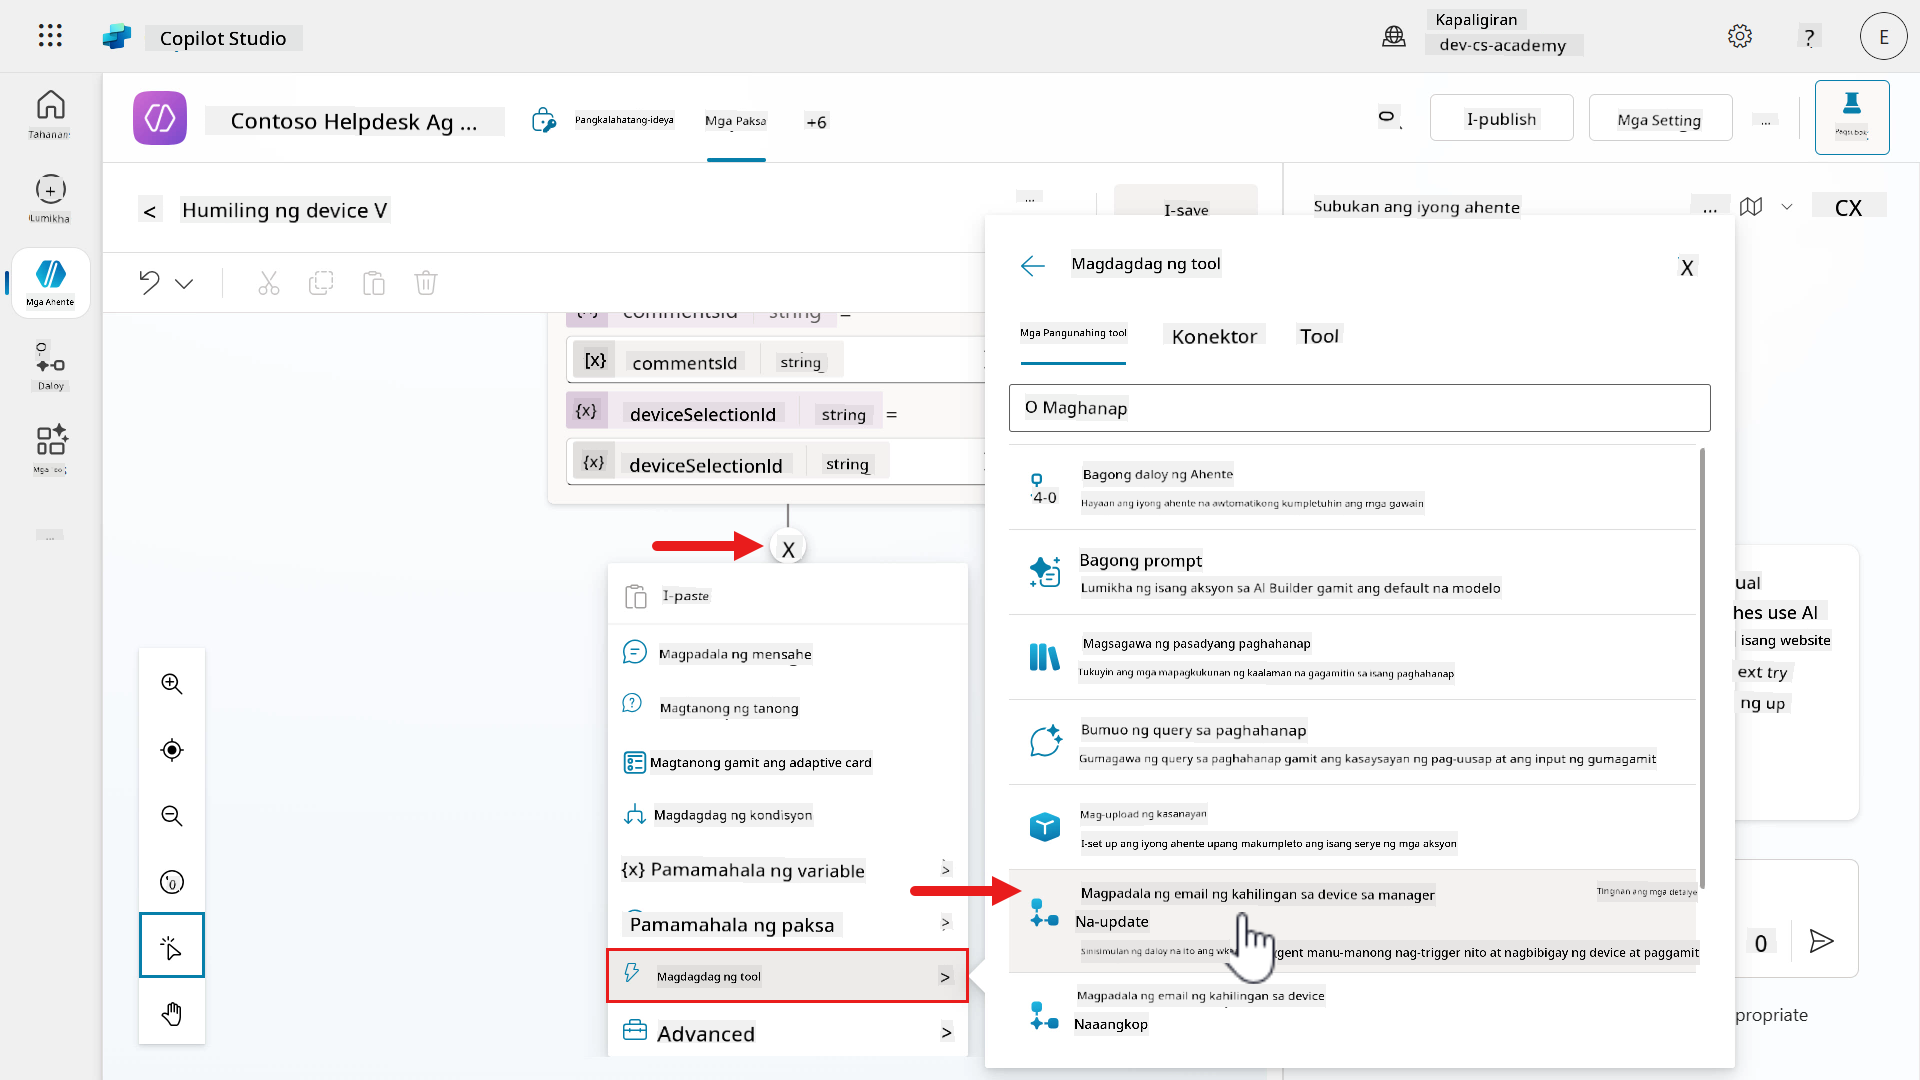 Copilot Studio
Kapaligiran
dev-cs-academy
?
E
Tahanan
Lumikha
Mga Ahente
Daloy
Contoso Helpdesk Ag ...
Pangkalahatang-ideya
Mga Paksa
+6
I-publish
Mga Setting
...
< Humiling ng device V
...
I-save
Subukan ang iyong ahente
...
CX
commentsId string =
[x] commentsId string
{x} deviceSelectionId string =
{x} deviceSelectionId string
X
I-paste
Magpadala ng mensahe
Magtanong ng tanong
Magtanong gamit ang adaptive card
Magdagdag ng kondisyon
{x} Pamamahala ng variable >
Pamamahala ng paksa >
Magdagdag ng tool >
Advanced >
Magdagdag ng tool
X
Mga Pangunahing tool
Konektor
Tool
O Maghanap
Bagong daloy ng Ahente
Hayaan ang iyong ahente na awtomatikong kumpletuhin ang mga gawain
Bagong prompt
Lumikha ng isang aksyon sa AI Builder gamit ang default na modelo
Magsagawa ng pasadyang paghahanap
Tukuyin ang mga mapagkukunan ng kaalaman na gagamitin sa isang paghahanap
Bumuo ng query sa paghahanap
Gumagawa ng query sa paghahanap gamit ang kasaysayan ng pag-uusap at ang input ng gumagamit
Mag-upload ng kasanayan
I-set up ang iyong ahente upang makumpleto ang isang serye ng mga aksyon
Magpadala ng email ng kahilingan sa device sa manager
Tingnan ang mga detalye
Na-update
Sinisimulan ng daloy na ito ang gent manu-manong nag-trigger nito at nagbibigay ng device at paggamit
Magpadala ng email ng kahilingan sa device
Naaangkop
ual
hes use AI
isang website
ext try
ng up
0
propriate